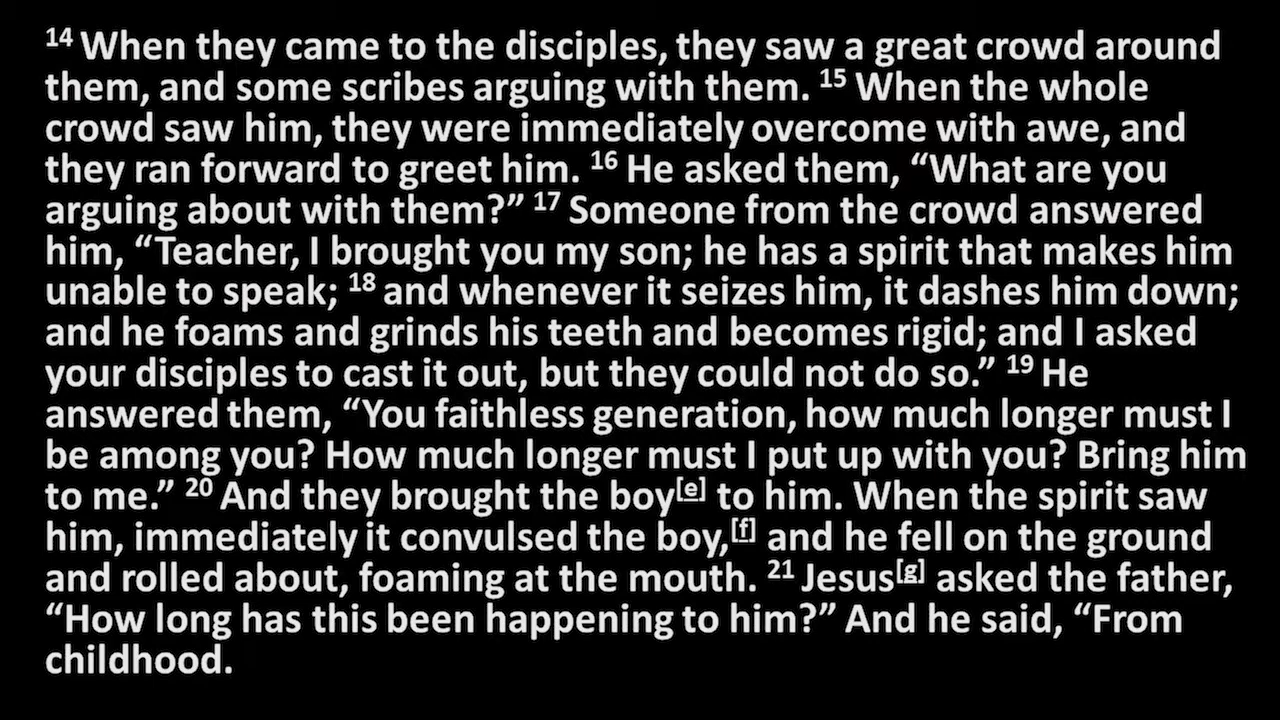 14 When they came to the disciples, they saw a great crowd around
them, and some scribes arguing with them. 15 When the whole
crowd saw him, they were immediately overcome with awe, and
they ran forward to greet him. 16 He asked them, “What are you
arguing about with them?” 17 Someone from the crowd answered
him, “Teacher, I brought you my son; he has a spirit that makes him
unable to speak; 18 and whenever it seizes him, it dashes him down;
and he foams and grinds his teeth and becomes rigid; and I asked
your disciples to cast it out, but they could not do so.” 19 He
answered them, “You faithless generation, how much longer must I
be among you? How much longer must I put up with you? Bring him
to me.” 20 And they brought the boy[e] to him. When the spirit saw
him, immediately it convulsed the boy,[f] and he fell on the ground
and rolled about, foaming at the mouth. 21 Jesus[g] asked the father,
“How long has this been happening to him?” And he said, “From
childhood.